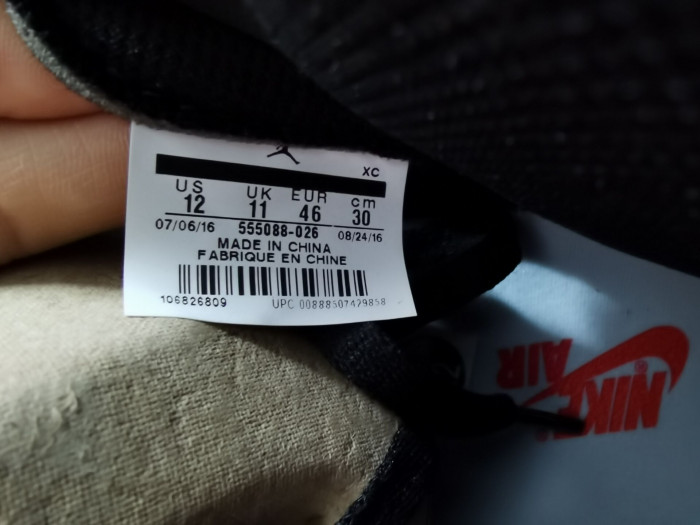 XC
US UK EUR cm
12 11 46 30
07/06/16 555088-026 08/24/16
MADE IN CHINA
FABRIQUE EN CHINE
106826809 UPC 00888507429858
NIKE
AIR